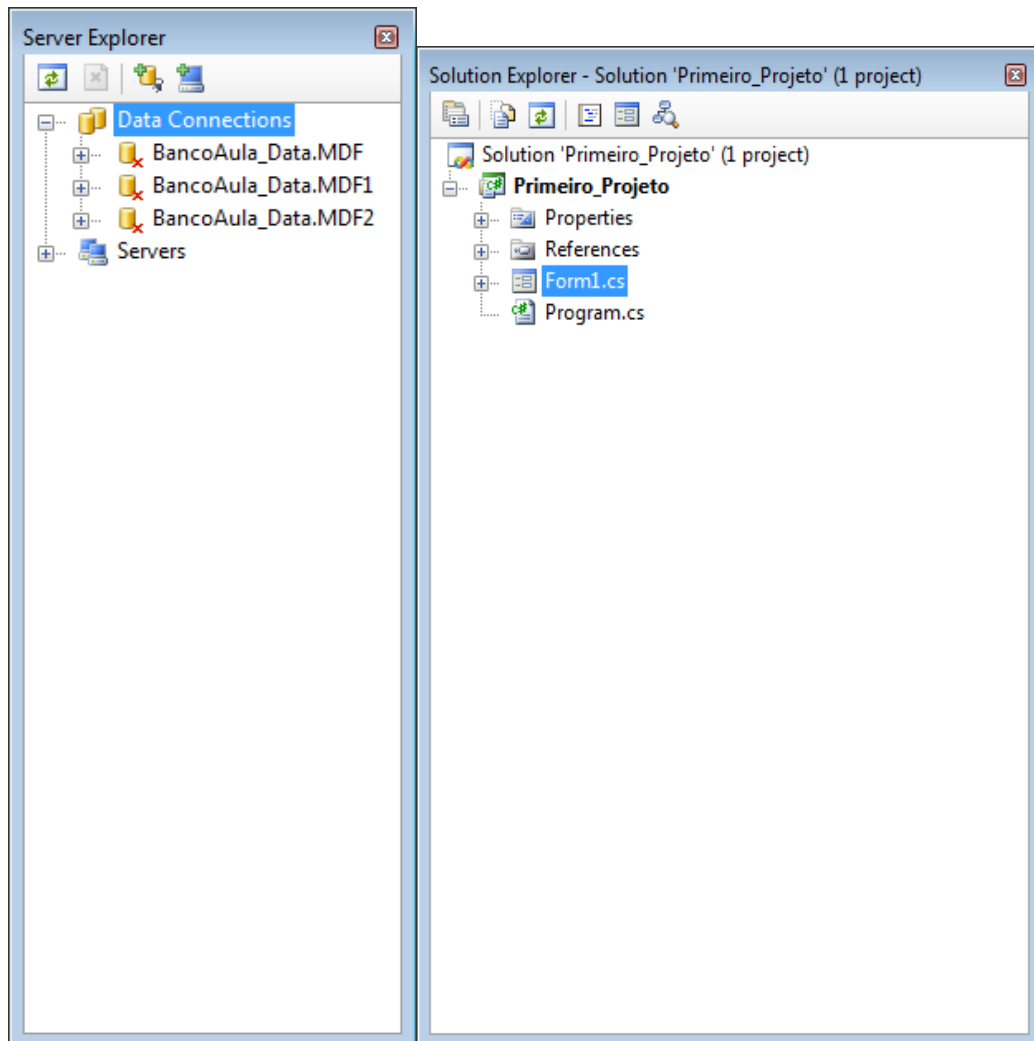 Server Explorer
Data Connections
BancoAula_Data.MDF
BancoAula_Data.MDF1
BancoAula_Data.MDF2
Servers
Solution Explorer - Solution 'Primeiro_Projeto' (1 project)
Solution 'Primeiro_Projeto' (1 project)
Primeiro_Projeto
Properties
References
Form1.cs
Program.cs